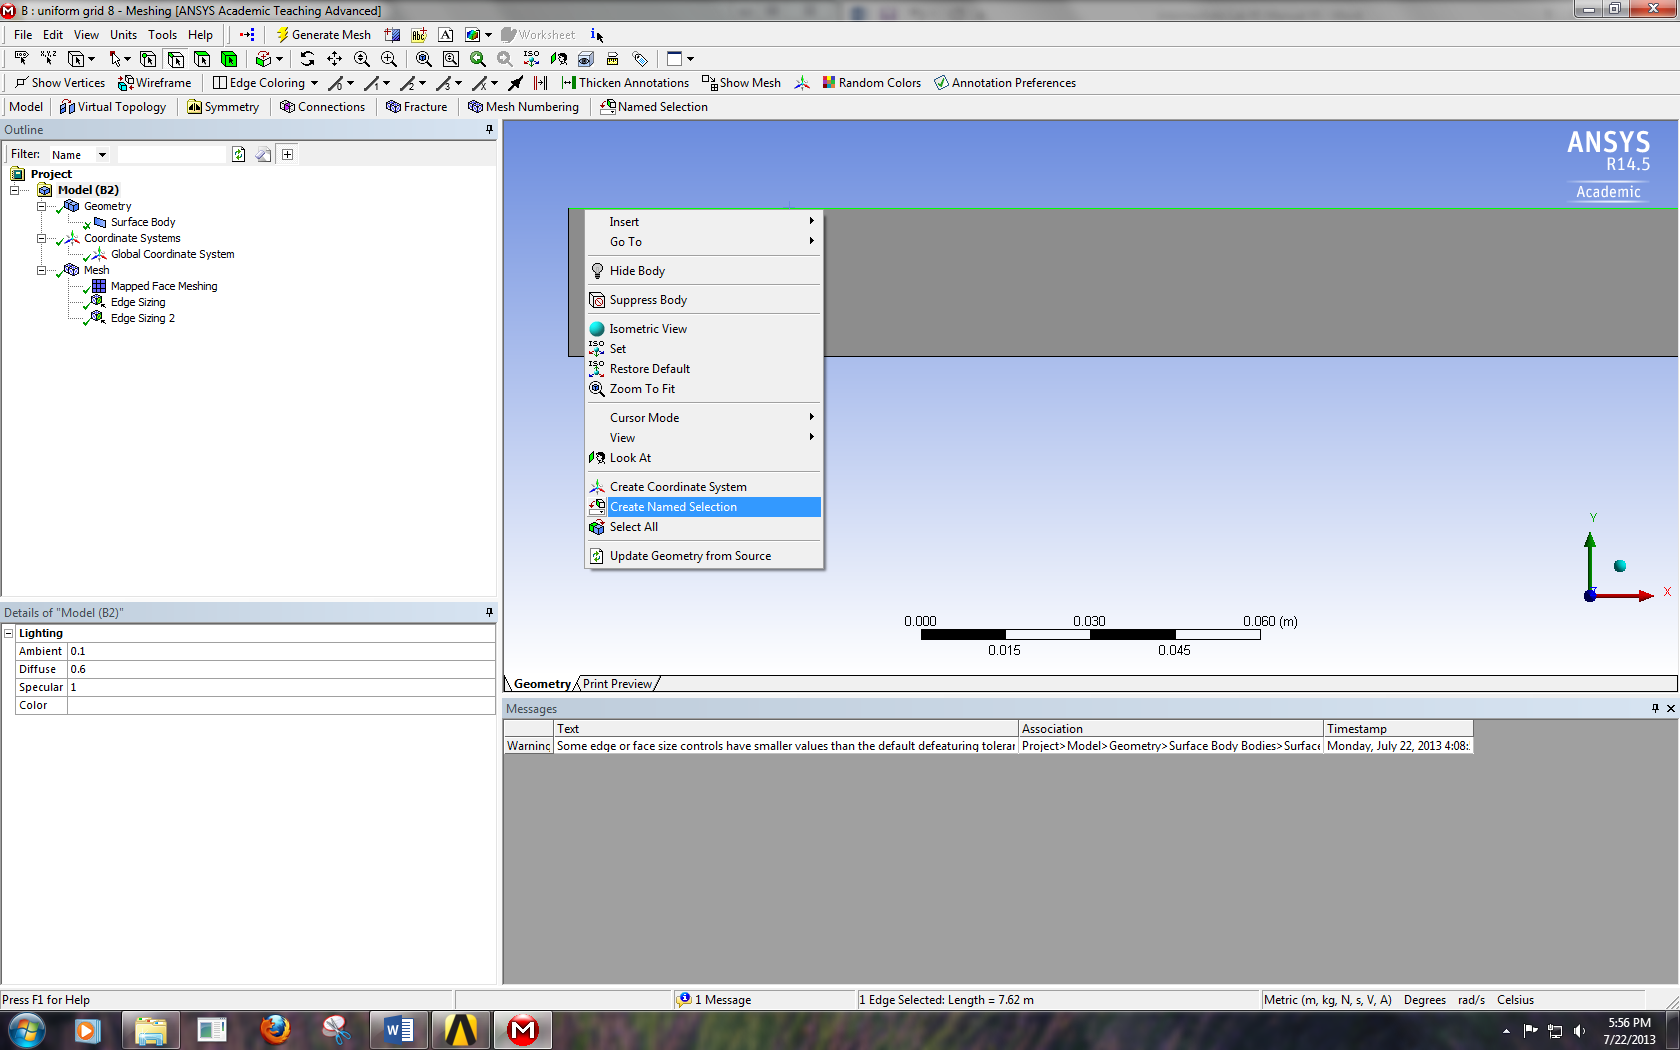 B : uniform grid 8 - Meshing [ANSYS Academic Teaching Advanced]
File Edit View Units Tools Help Generate Mesh Worksheet
Show Vertices Wireframe Edge Coloring Thicken Annotations Show Mesh Random Colors Annotation Preferences
Model Virtual Topology Symmetry Connections Fracture Mesh Numbering Named Selection
Outline
Filter: Name
Project
Model (B2)
Geometry
Surface Body
Coordinate Systems
Global Coordinate System
Mesh
Mapped Face Meshing
Edge Sizing
Edge Sizing 2
ANSYS
R14.5
Academic
Insert
Go To
Hide Body
Suppress Body
Isometric View
ISO Set
ISO Restore Default
Zoom To Fit
Cursor Mode
View
Look At
Create Coordinate System
Create Named Selection
Select All
Update Geometry from Source
Y
X
0.000 0.030 0.060 (m)
0.015 0.045
Geometry Print Preview
Details of "Model (B2)"
Lighting
Ambient 0.1
Diffuse 0.6
Specular 1
Color
Messages
Text Association Timestamp
Warning Some edge or face size controls have smaller values than the default defeaturing tolerar Project>Model>Geometry>Surface Body Bodies>Surface Monday, July 22, 2013 4:08:
Press F1 for Help 1 Message 1 Edge Selected: Length = 7.62 m Metric (m, kg, N, s, V, A) Degrees rad/s Celsius
5:56 PM
7/22/2013